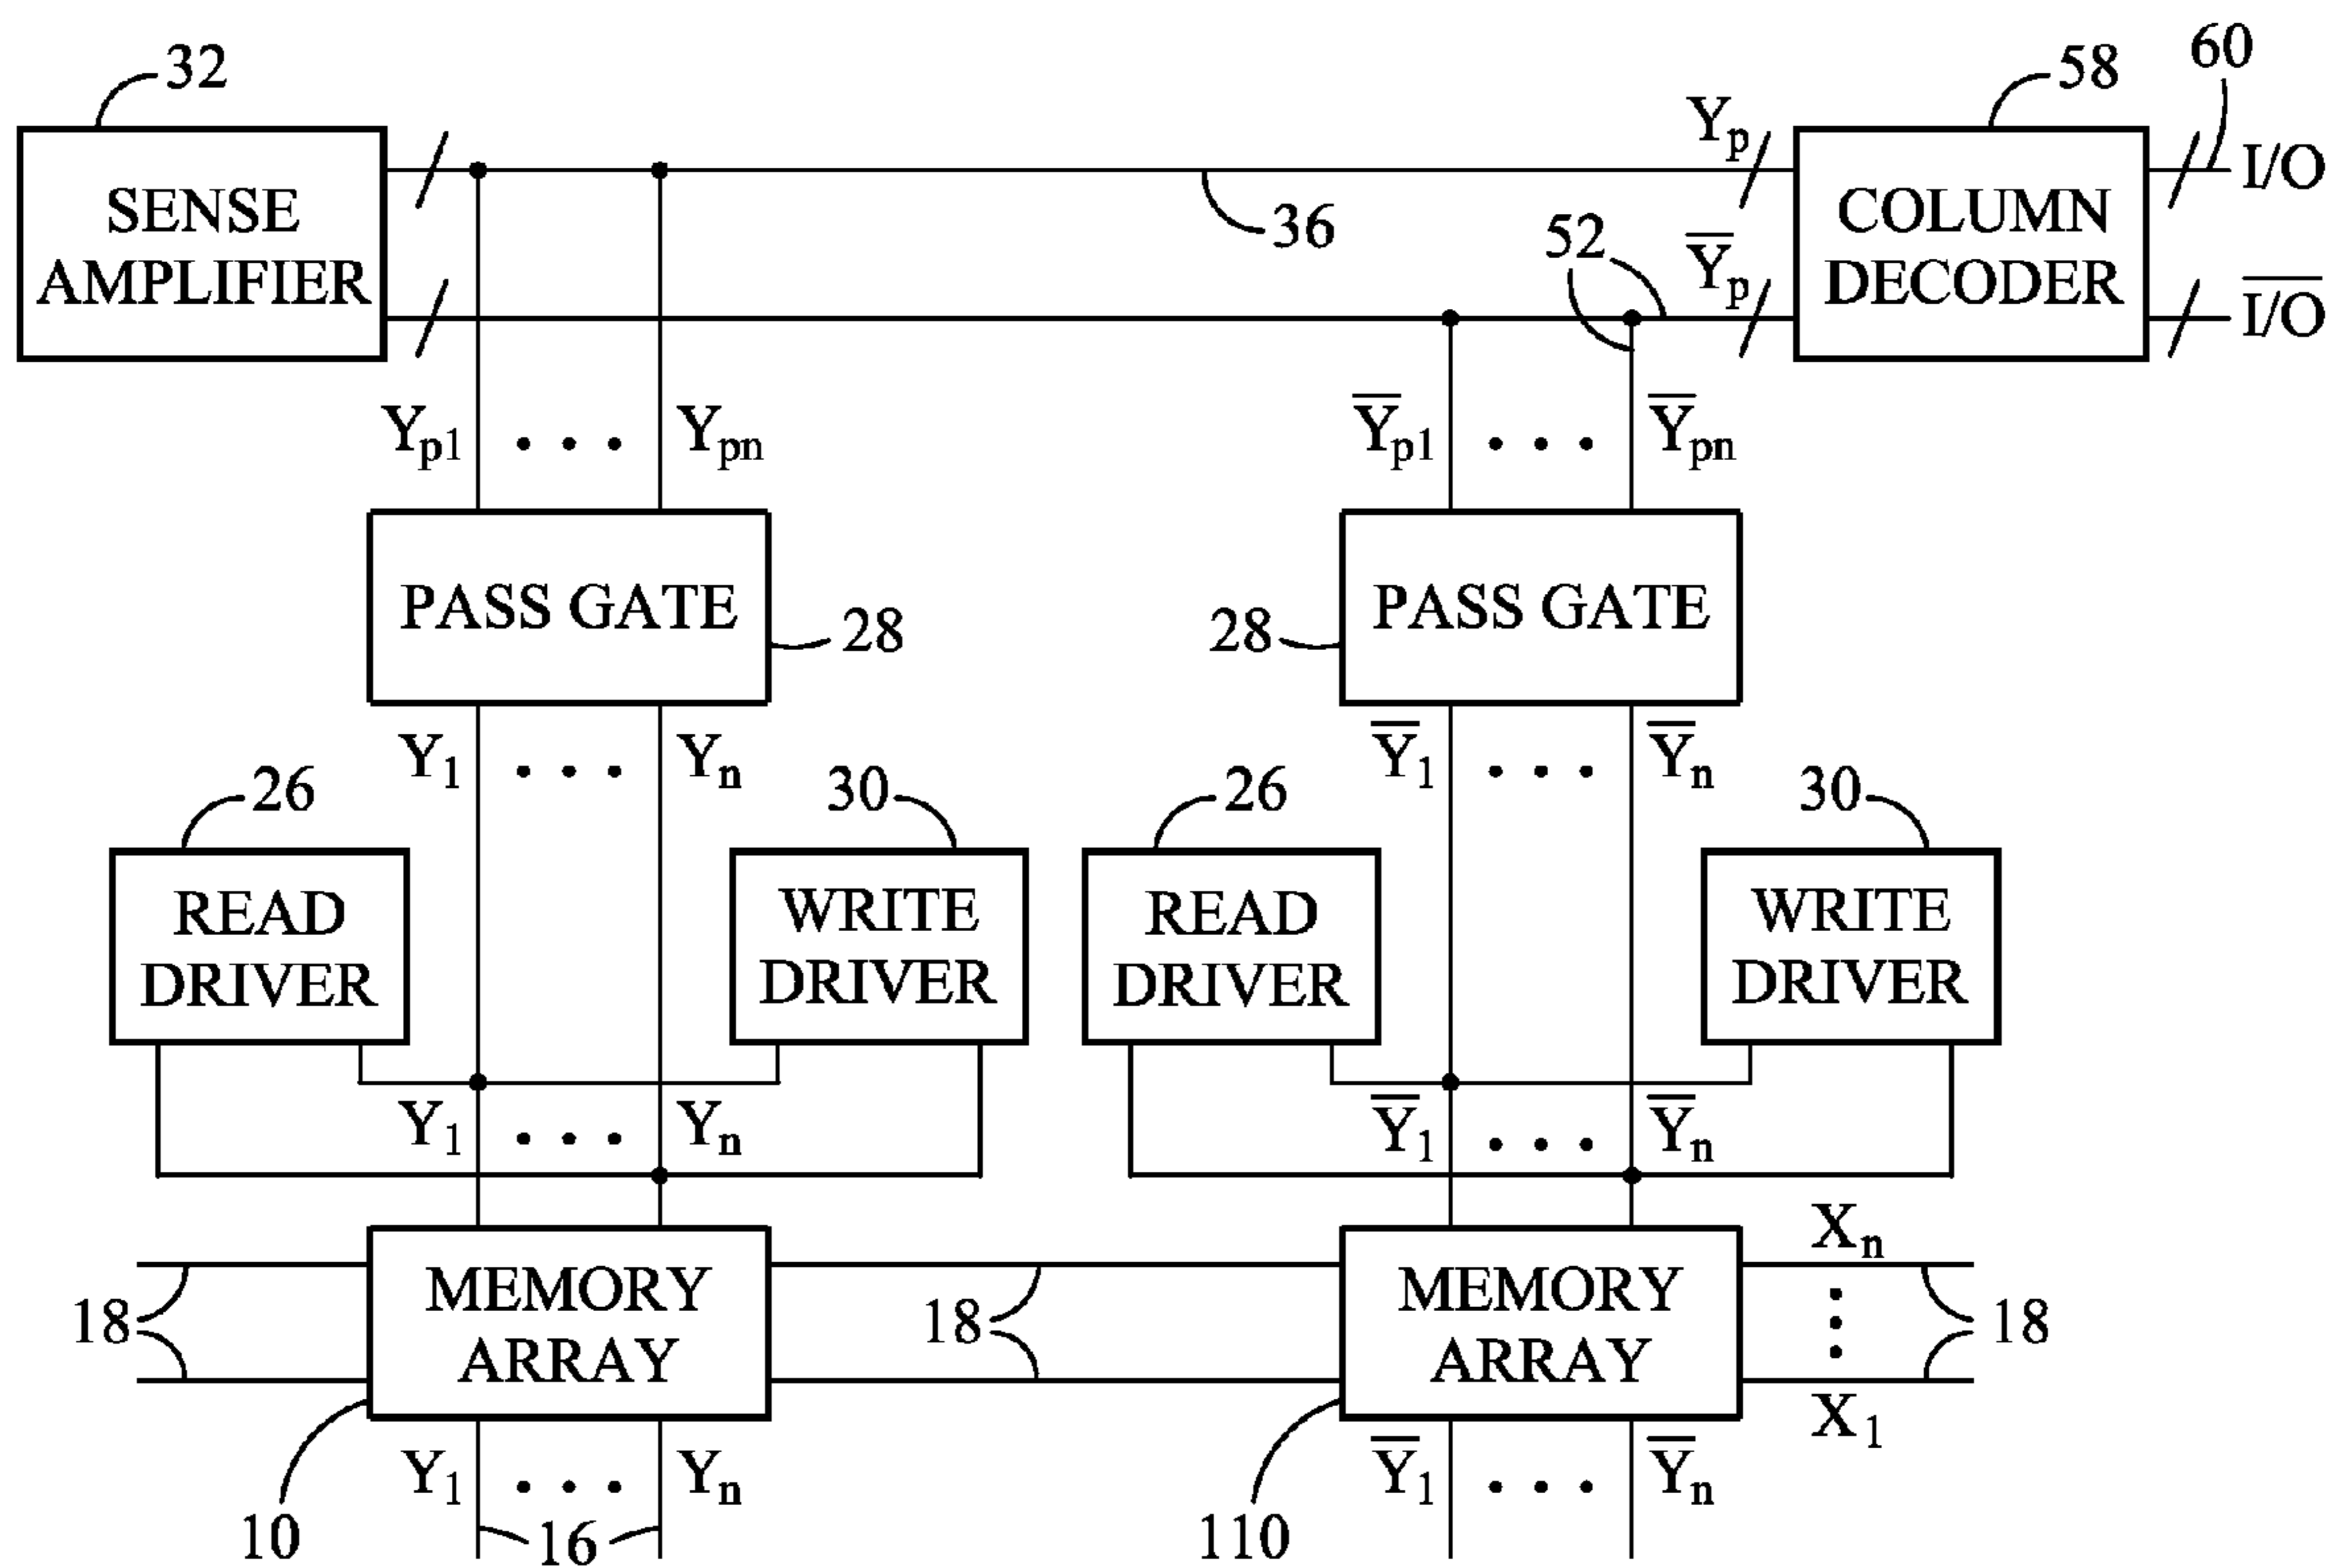 32
58
60
Yp
I/O
SENSE
AMPLIFIER
COLUMN
DECODER
36
52
Y̅p
I̅/̅O̅
Yp1 . . . Ypn
Y̅p1 . . . Y̅pn
PASS GATE
28
28
PASS GATE
Y1 . . . Yn
Y̅1 . . . Y̅n
26
30
26
30
READ
DRIVER
WRITE
DRIVER
READ
DRIVER
WRITE
DRIVER
Y1 . . . Yn
Y̅1 . . . Y̅n
18
MEMORY
ARRAY
18
MEMORY
ARRAY
Xn
⋮
X1
18
10
Y1 . . . Yn
16
110
Y̅1 . . . Y̅n